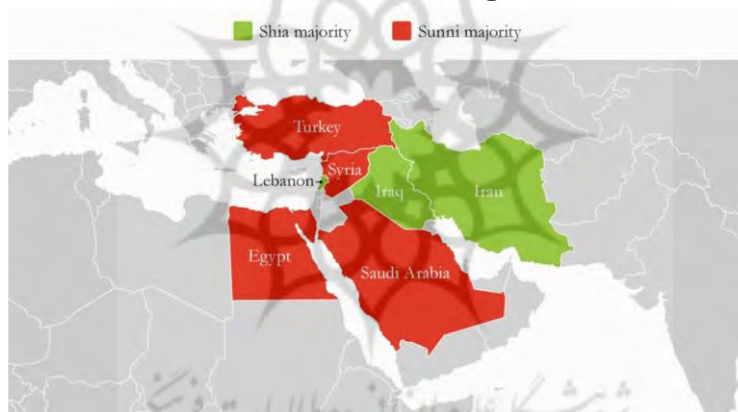 Shia majority Sunni majority
Turkey
Syria
Lebanon
Iraq
Iran
Egypt
Saudi Arabia